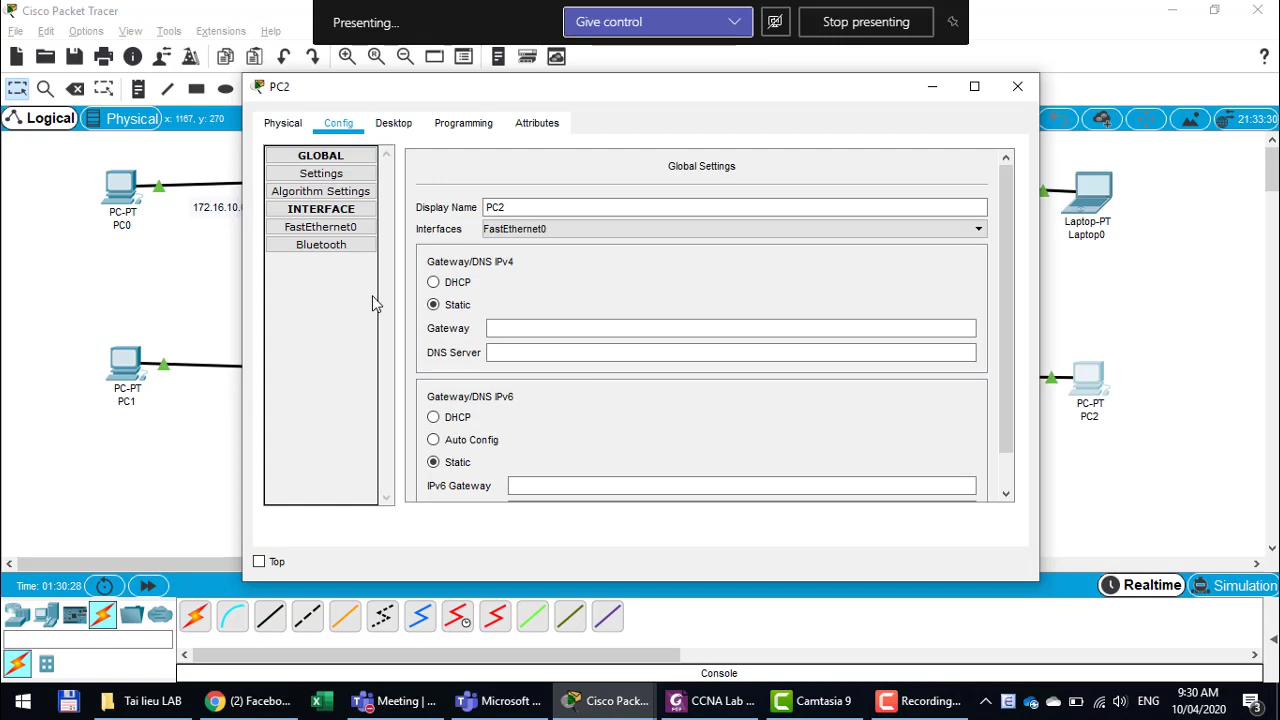 Cisco Packet Tracer
Presenting...
Give control
Stop presenting
File Edit Options View Tools Extensions Help
PC2
Logical
Physical
x: 1167, y: 270
21:33:30
Physical Config Desktop Programming Attributes
GLOBAL
Settings
Algorithm Settings
INTERFACE
FastEthernet0
Bluetooth
Global Settings
Display Name PC2
Interfaces FastEthernet0
Gateway/DNS IPv4
DHCP
Static
Gateway
DNS Server
Gateway/DNS IPv6
DHCP
Auto Config
Static
IPv6 Gateway
Top
PC-PT
PC0
172.16.10.
PC-PT
PC1
Laptop-PT
Laptop0
PC-PT
PC2
Time: 01:30:28
Realtime
Simulation
Console
Tai lieu LAB
(2) Facebo...
Meeting | ...
Microsoft ...
Cisco Pack...
CCNA Lab ...
Camtasia 9
Recording...
ENG
9:30 AM
10/04/2020
3